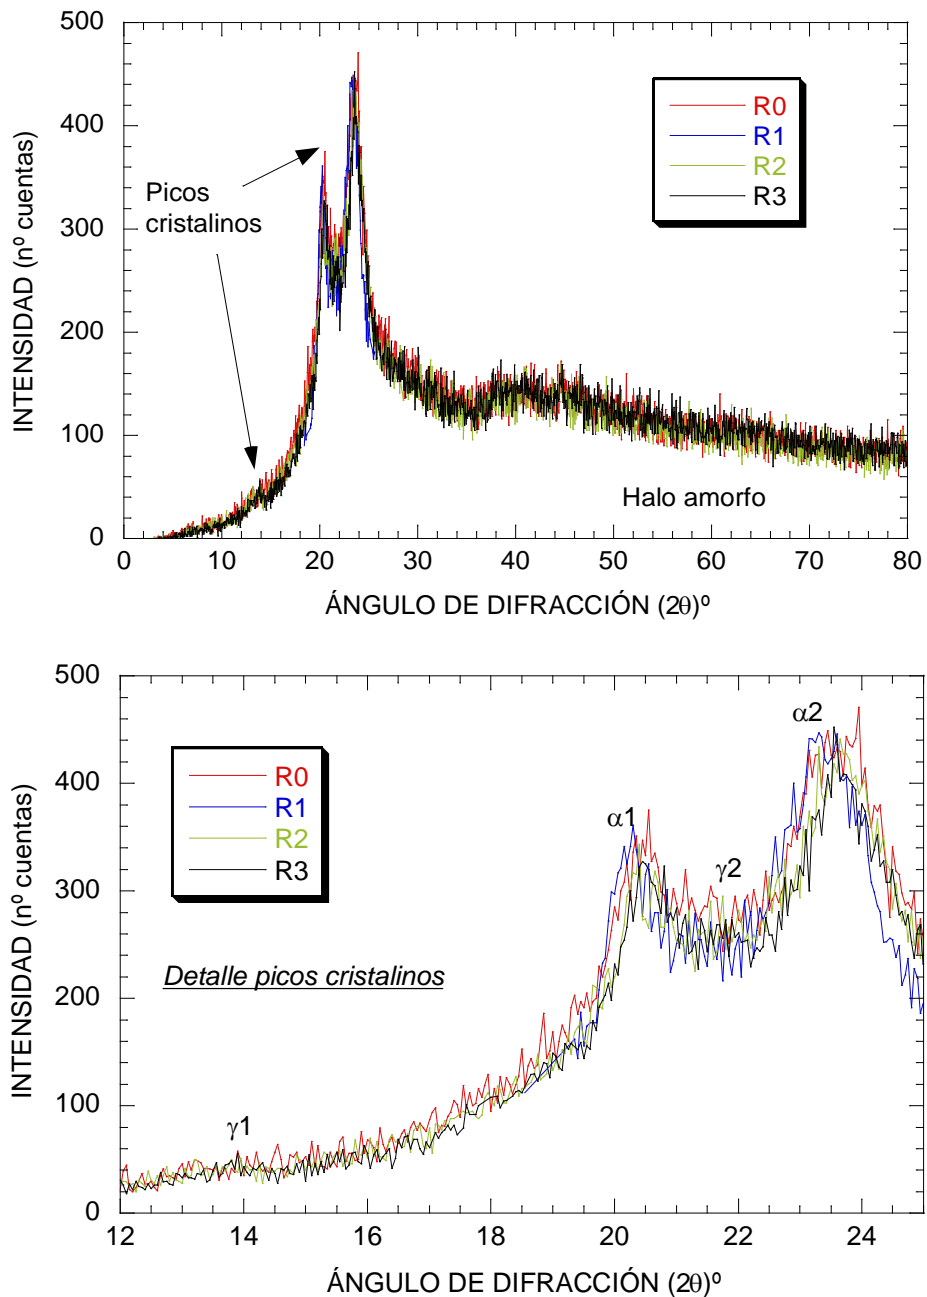 500
400
300
200
100
0
INTENSIDAD (nº cuentas)
Picos
cristalinos
R0
R1
R2
R3
Halo amorfo
0 10 20 30 40 50 60 70 80
ÁNGULO DE DIFRACCIÓN (2θ)º
500
400
300
200
100
0
INTENSIDAD (nº cuentas)
R0
R1
R2
R3
α2
α1
γ2
Detalle picos cristalinos
γ1
12 14 16 18 20 22 24
ÁNGULO DE DIFRACCIÓN (2θ)º